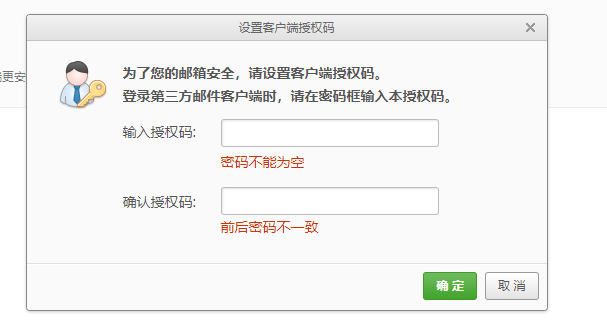 设置客户端授权码
更安
为了您的邮箱安全，请设置客户端授权码。
登录第三方邮件客户端时，请在密码框输入本授权码。
输入授权码:
密码不能为空
确认授权码:
前后密码不一致
确 定
取 消